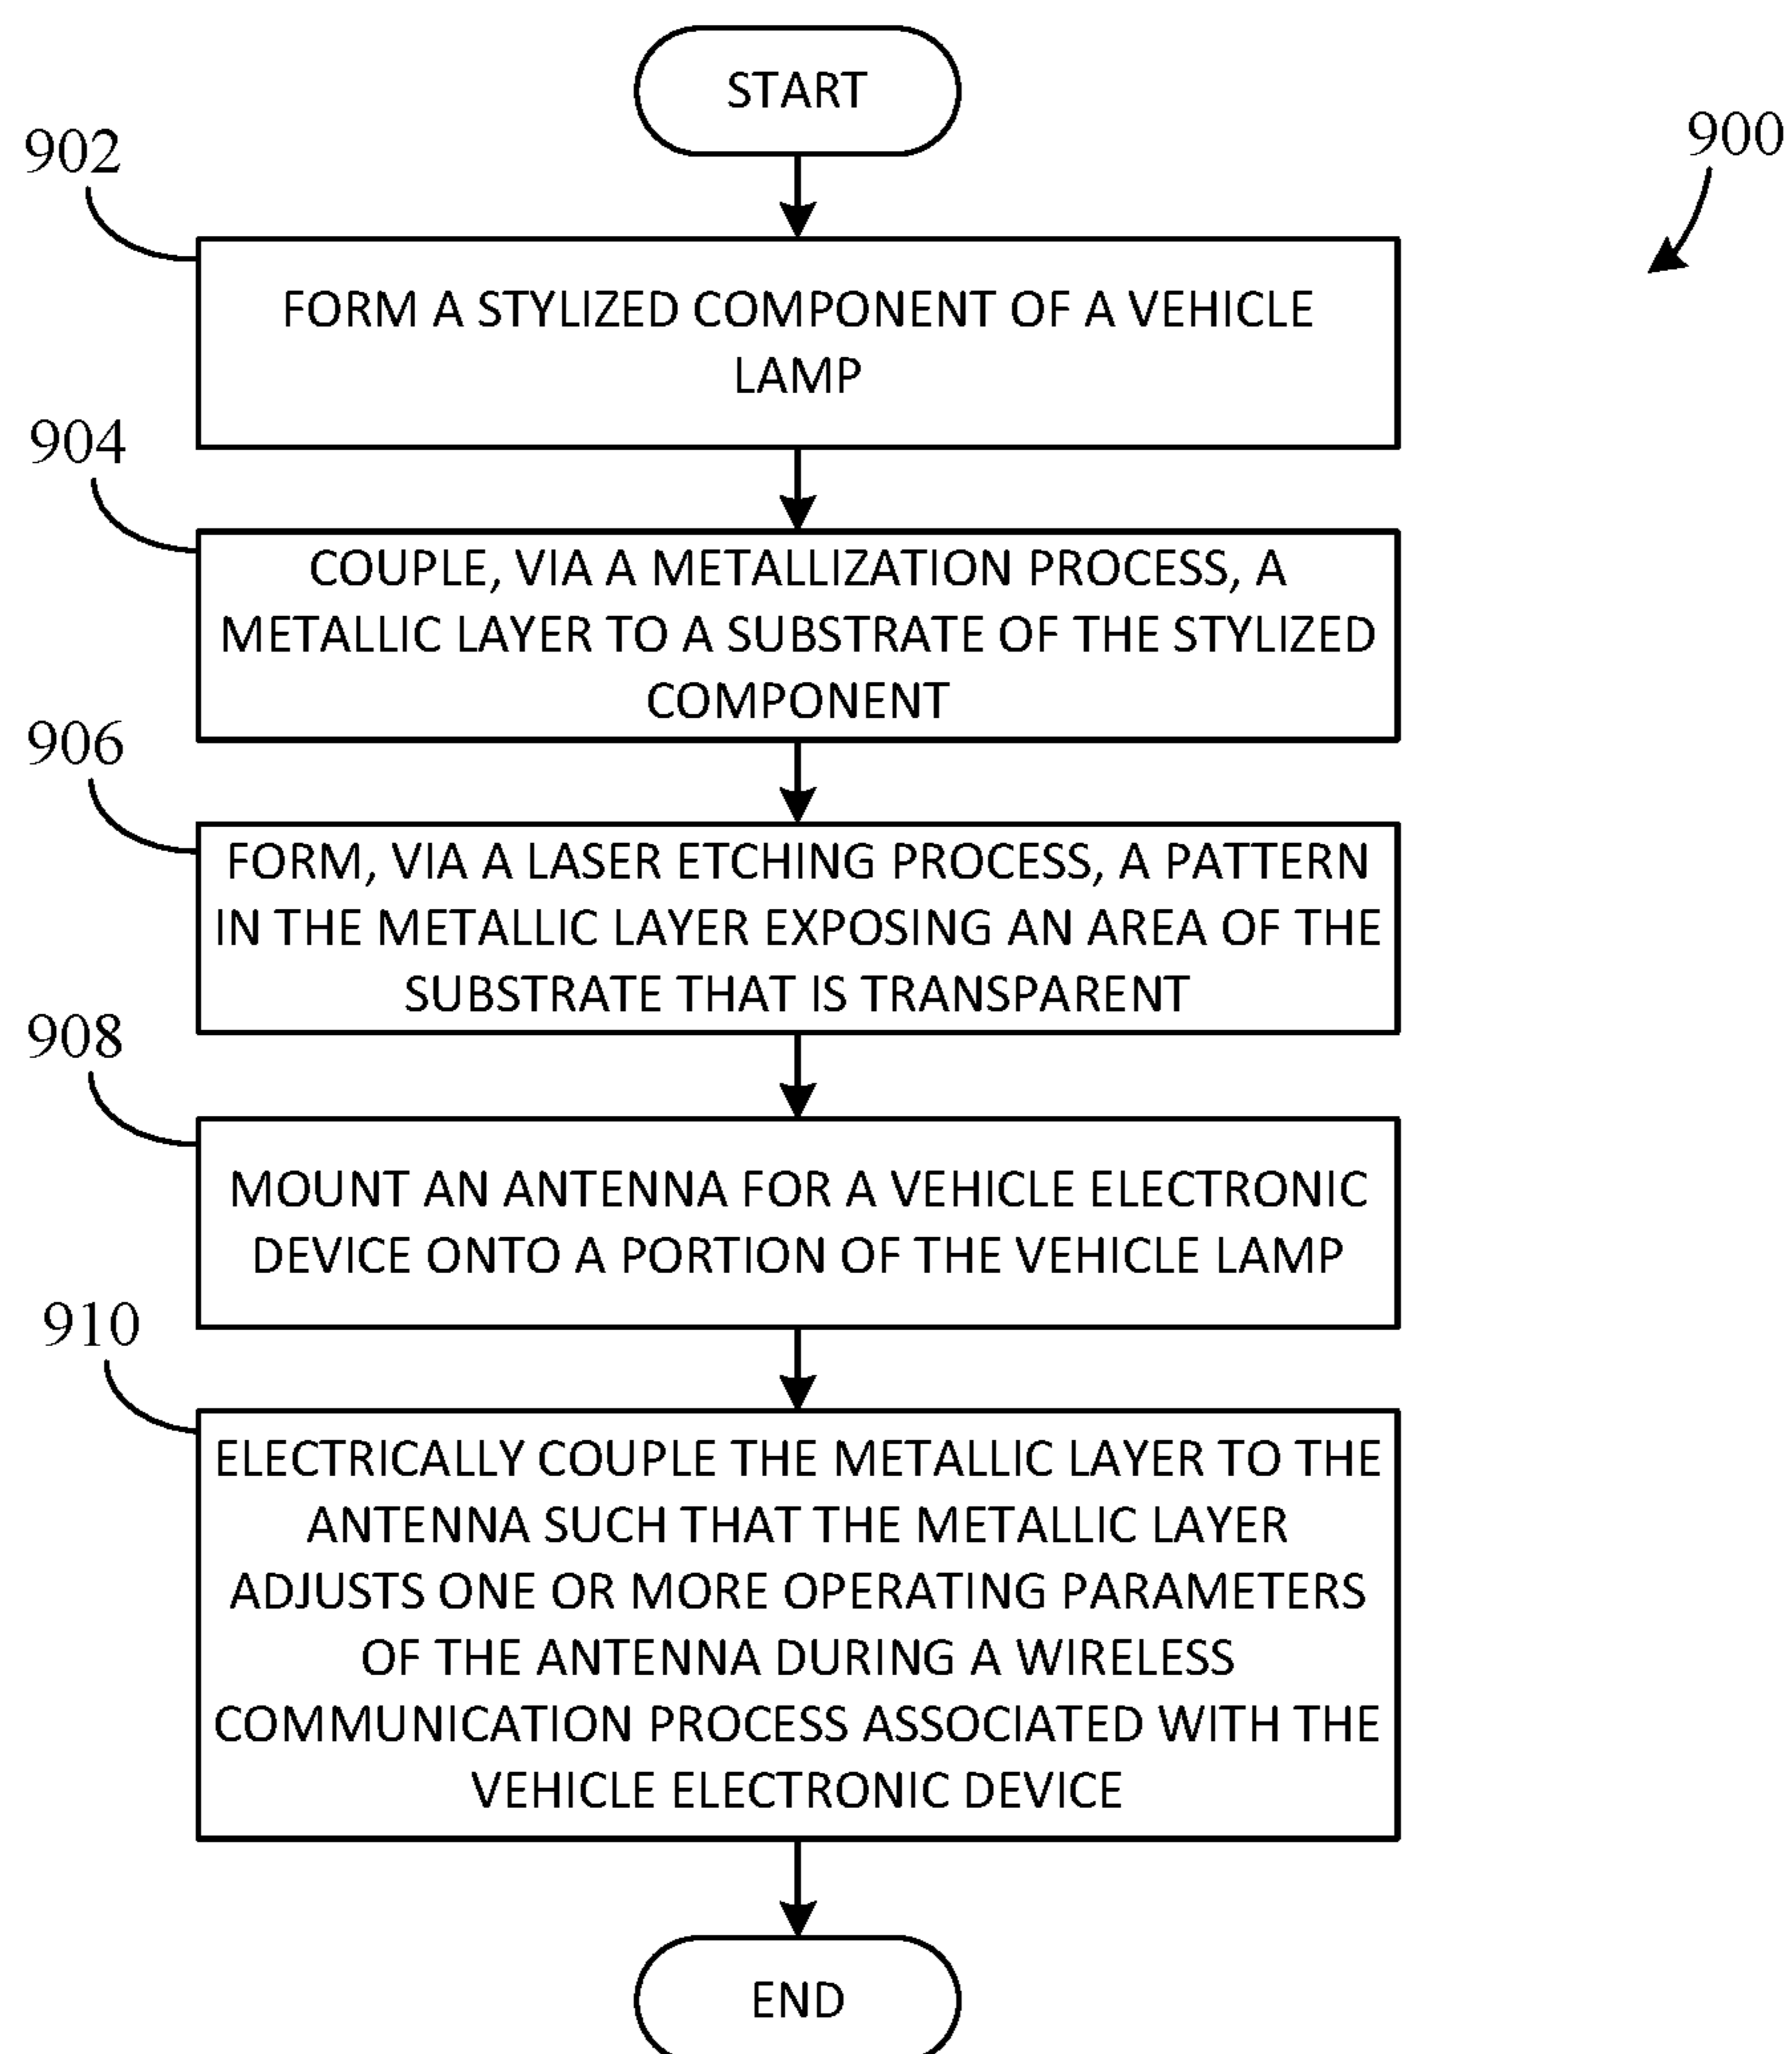 START
900
902
FORM A STYLIZED COMPONENT OF A VEHICLE
LAMP
904
COUPLE, VIA A METALLIZATION PROCESS, A
METALLIC LAYER TO A SUBSTRATE OF THE STYLIZED
COMPONENT
906
FORM, VIA A LASER ETCHING PROCESS, A PATTERN
IN THE METALLIC LAYER EXPOSING AN AREA OF THE
SUBSTRATE THAT IS TRANSPARENT
908
MOUNT AN ANTENNA FOR A VEHICLE ELECTRONIC
DEVICE ONTO A PORTION OF THE VEHICLE LAMP
910
ELECTRICALLY COUPLE THE METALLIC LAYER TO THE
ANTENNA SUCH THAT THE METALLIC LAYER
ADJUSTS ONE OR MORE OPERATING PARAMETERS
OF THE ANTENNA DURING A WIRELESS
COMMUNICATION PROCESS ASSOCIATED WITH THE
VEHICLE ELECTRONIC DEVICE
END